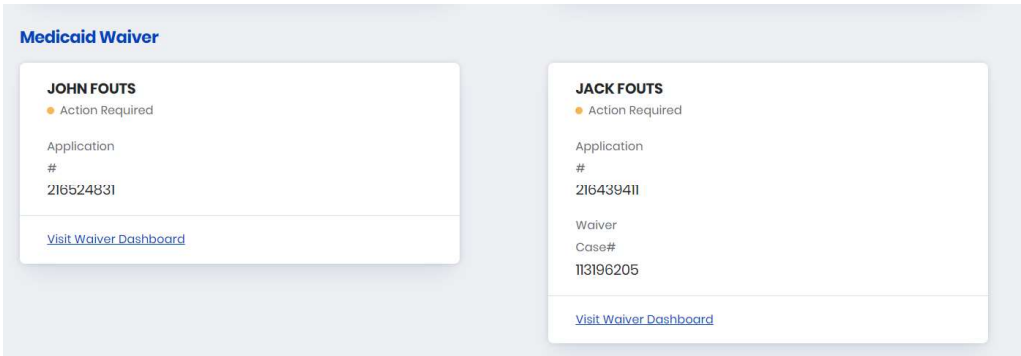 Medicaid Waiver
JOHN FOUTS
Action Required
Application
#
216524831
Visit Waiver Dashboard
JACK FOUTS
Action Required
Application
#
216439411
Waiver
Case#
113196205
Visit Waiver Dashboard